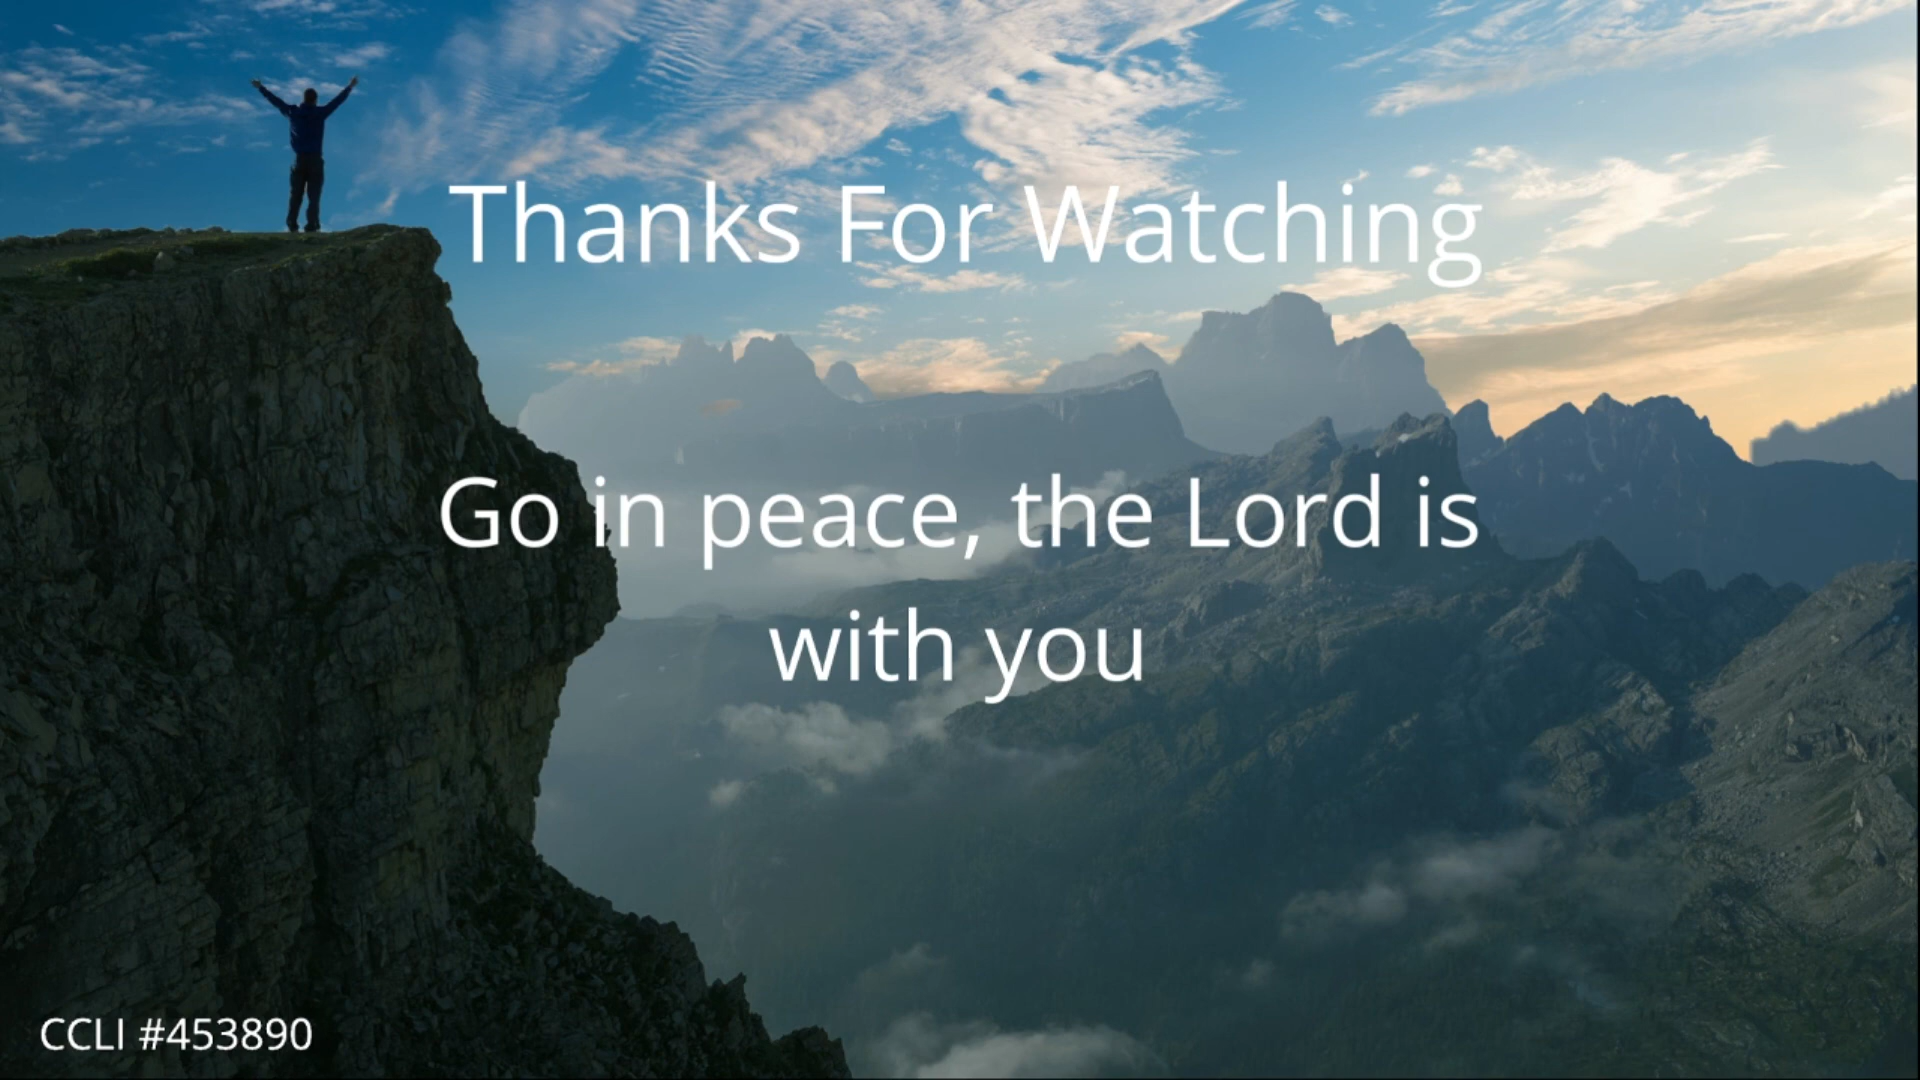 Thanks For Watching
Go in peace, the Lord is
with you
CCLI #453890